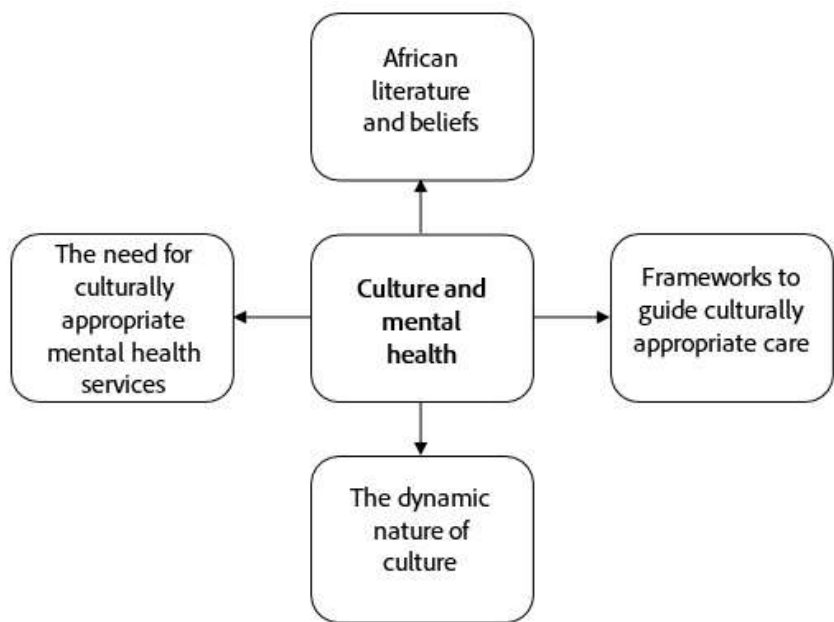 African
literature
and beliefs
The need for
culturally
appropriate
mental health
services
Culture and
mental
health
Frameworks to
guide culturally
appropriate care
The dynamic
nature of
culture